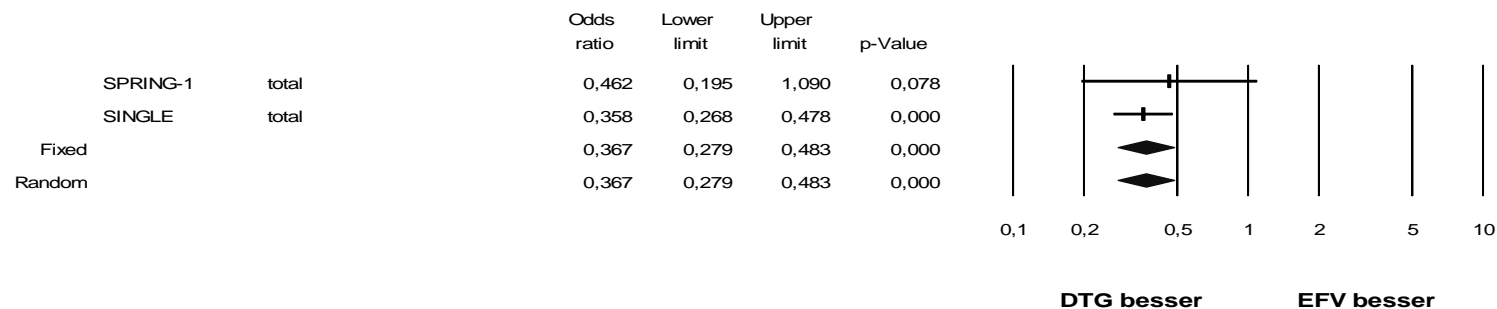 Odds Lower Upper
ratio limit limit p-Value
SPRING-1 total 0,462 0,195 1,090 0,078
SINGLE total 0,358 0,268 0,478 0,000
Fixed 0,367 0,279 0,483 0,000
Random 0,367 0,279 0,483 0,000
0,1 0,2 0,5 1 2 5 10
DTG besser EFV besser